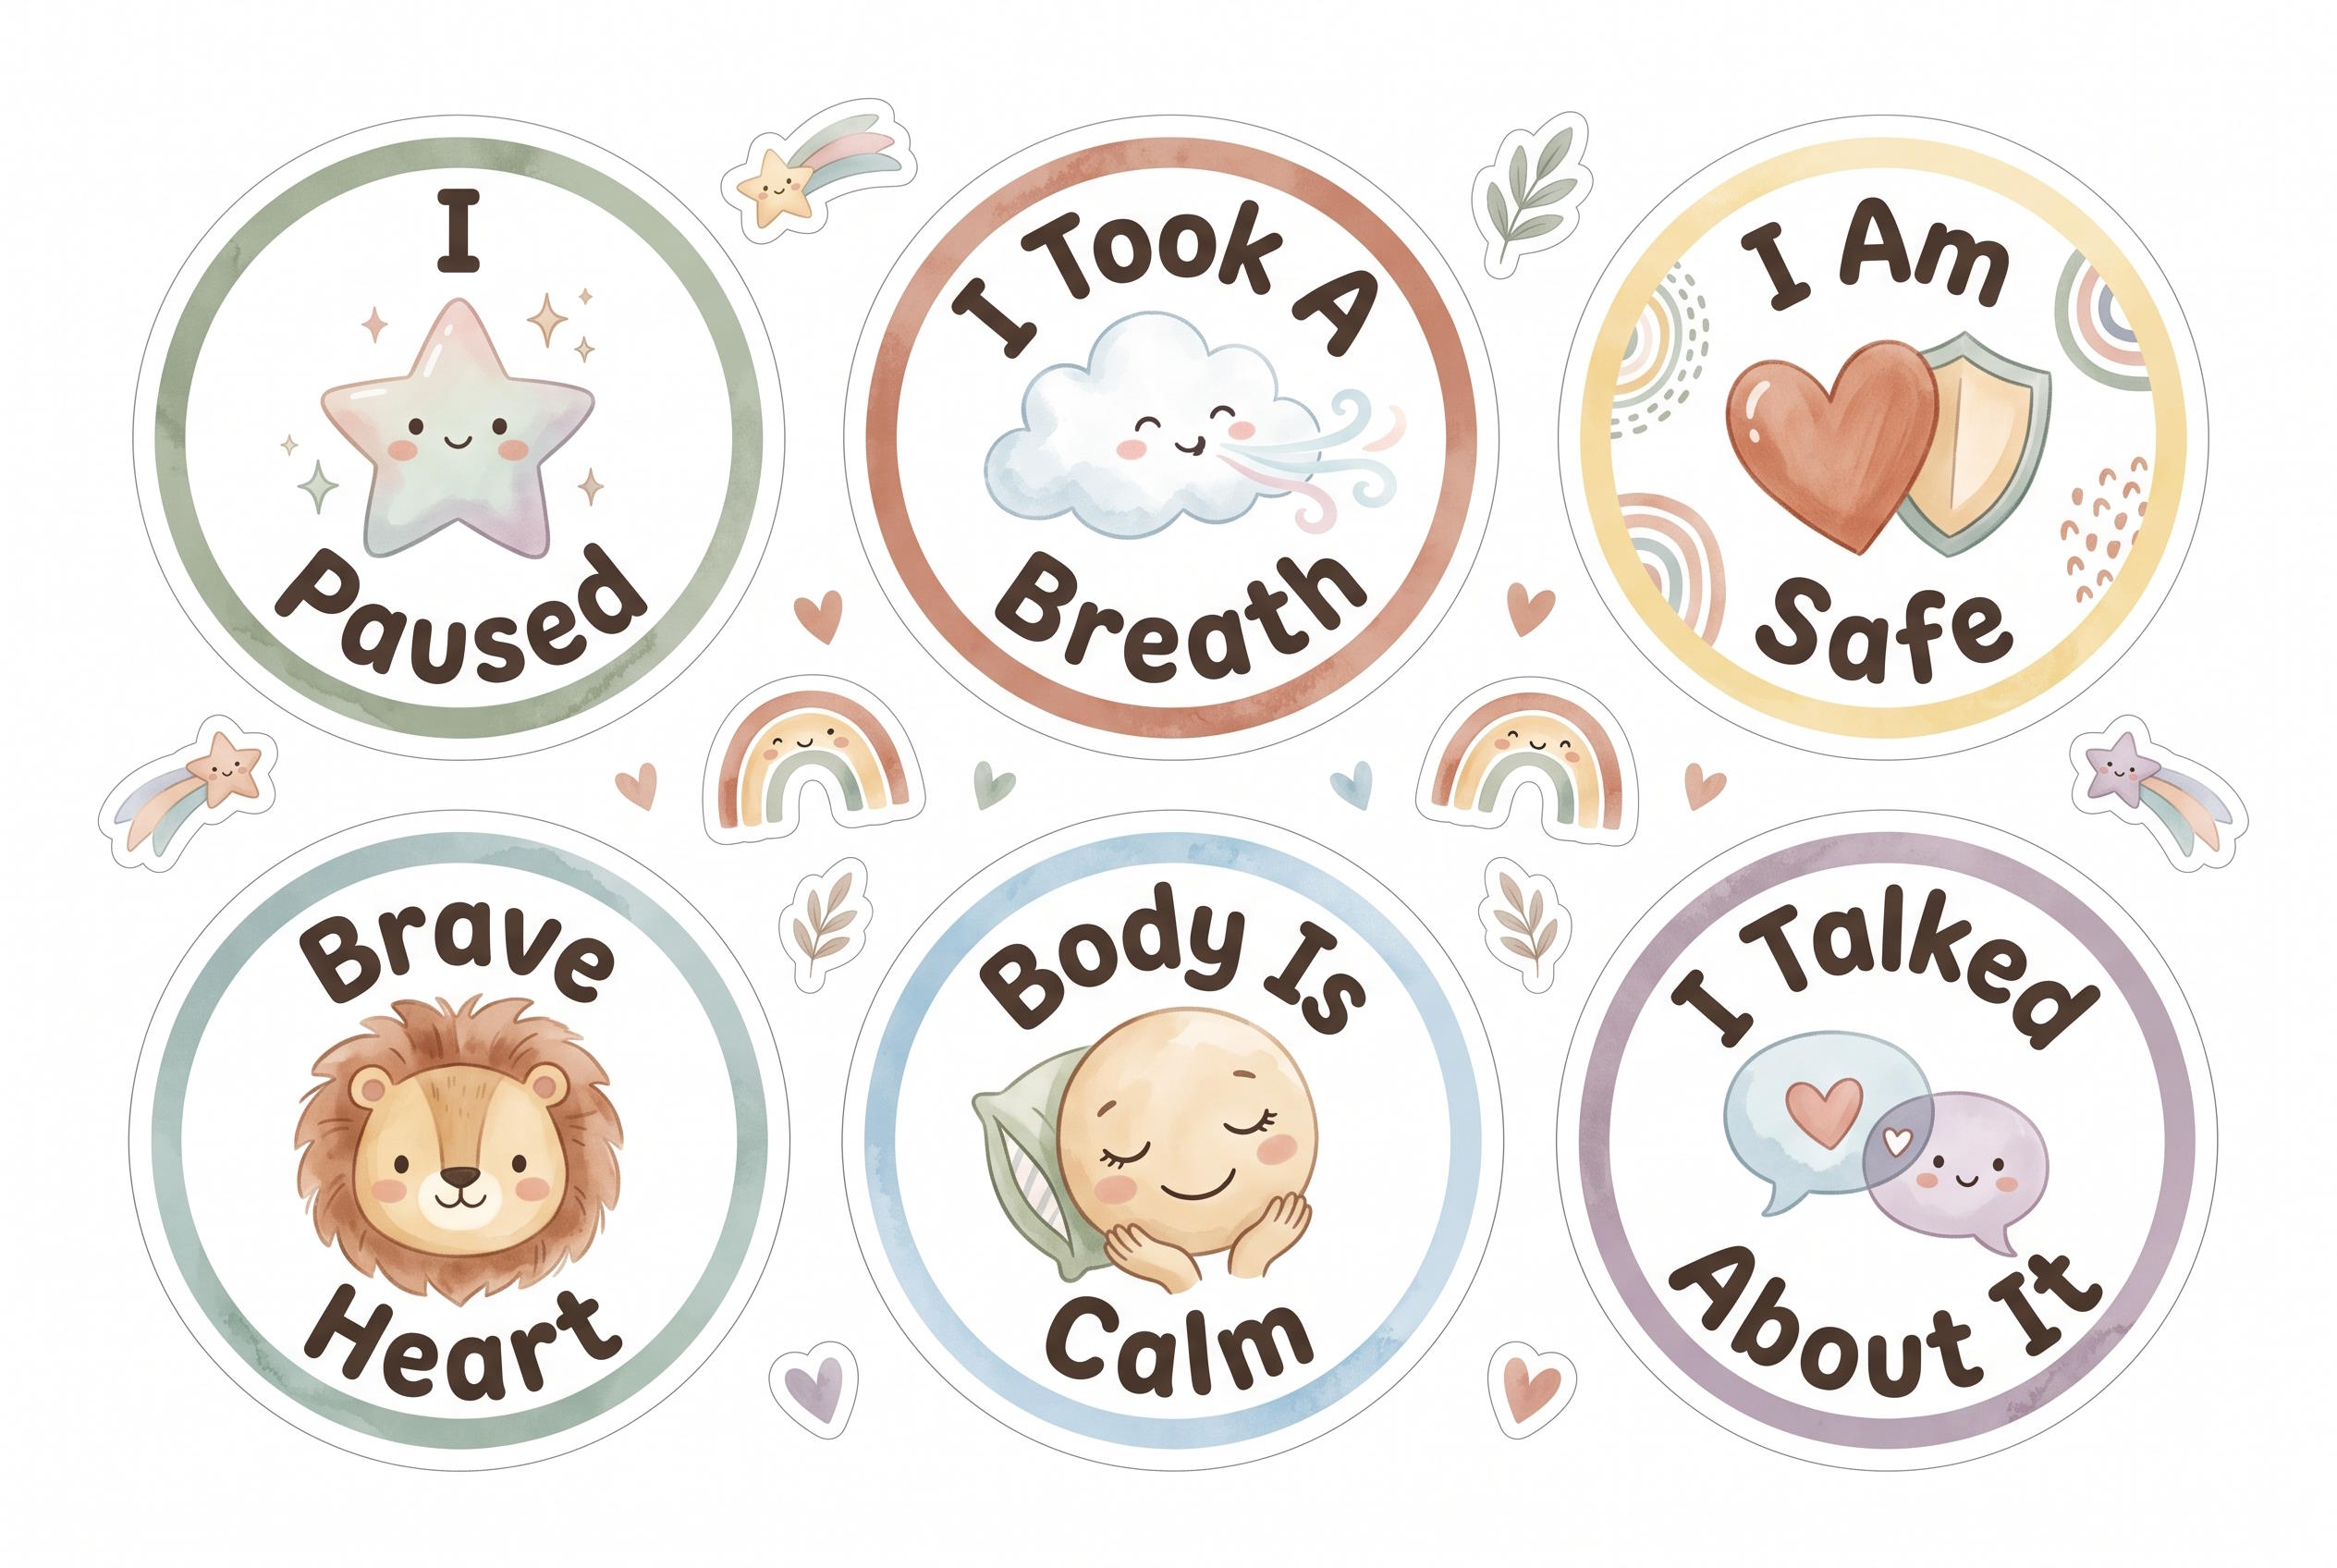 I
Paused
I Took A
Breath
I Am
Safe
Brave
Heart
Body Is
Calm
I Talked
About It